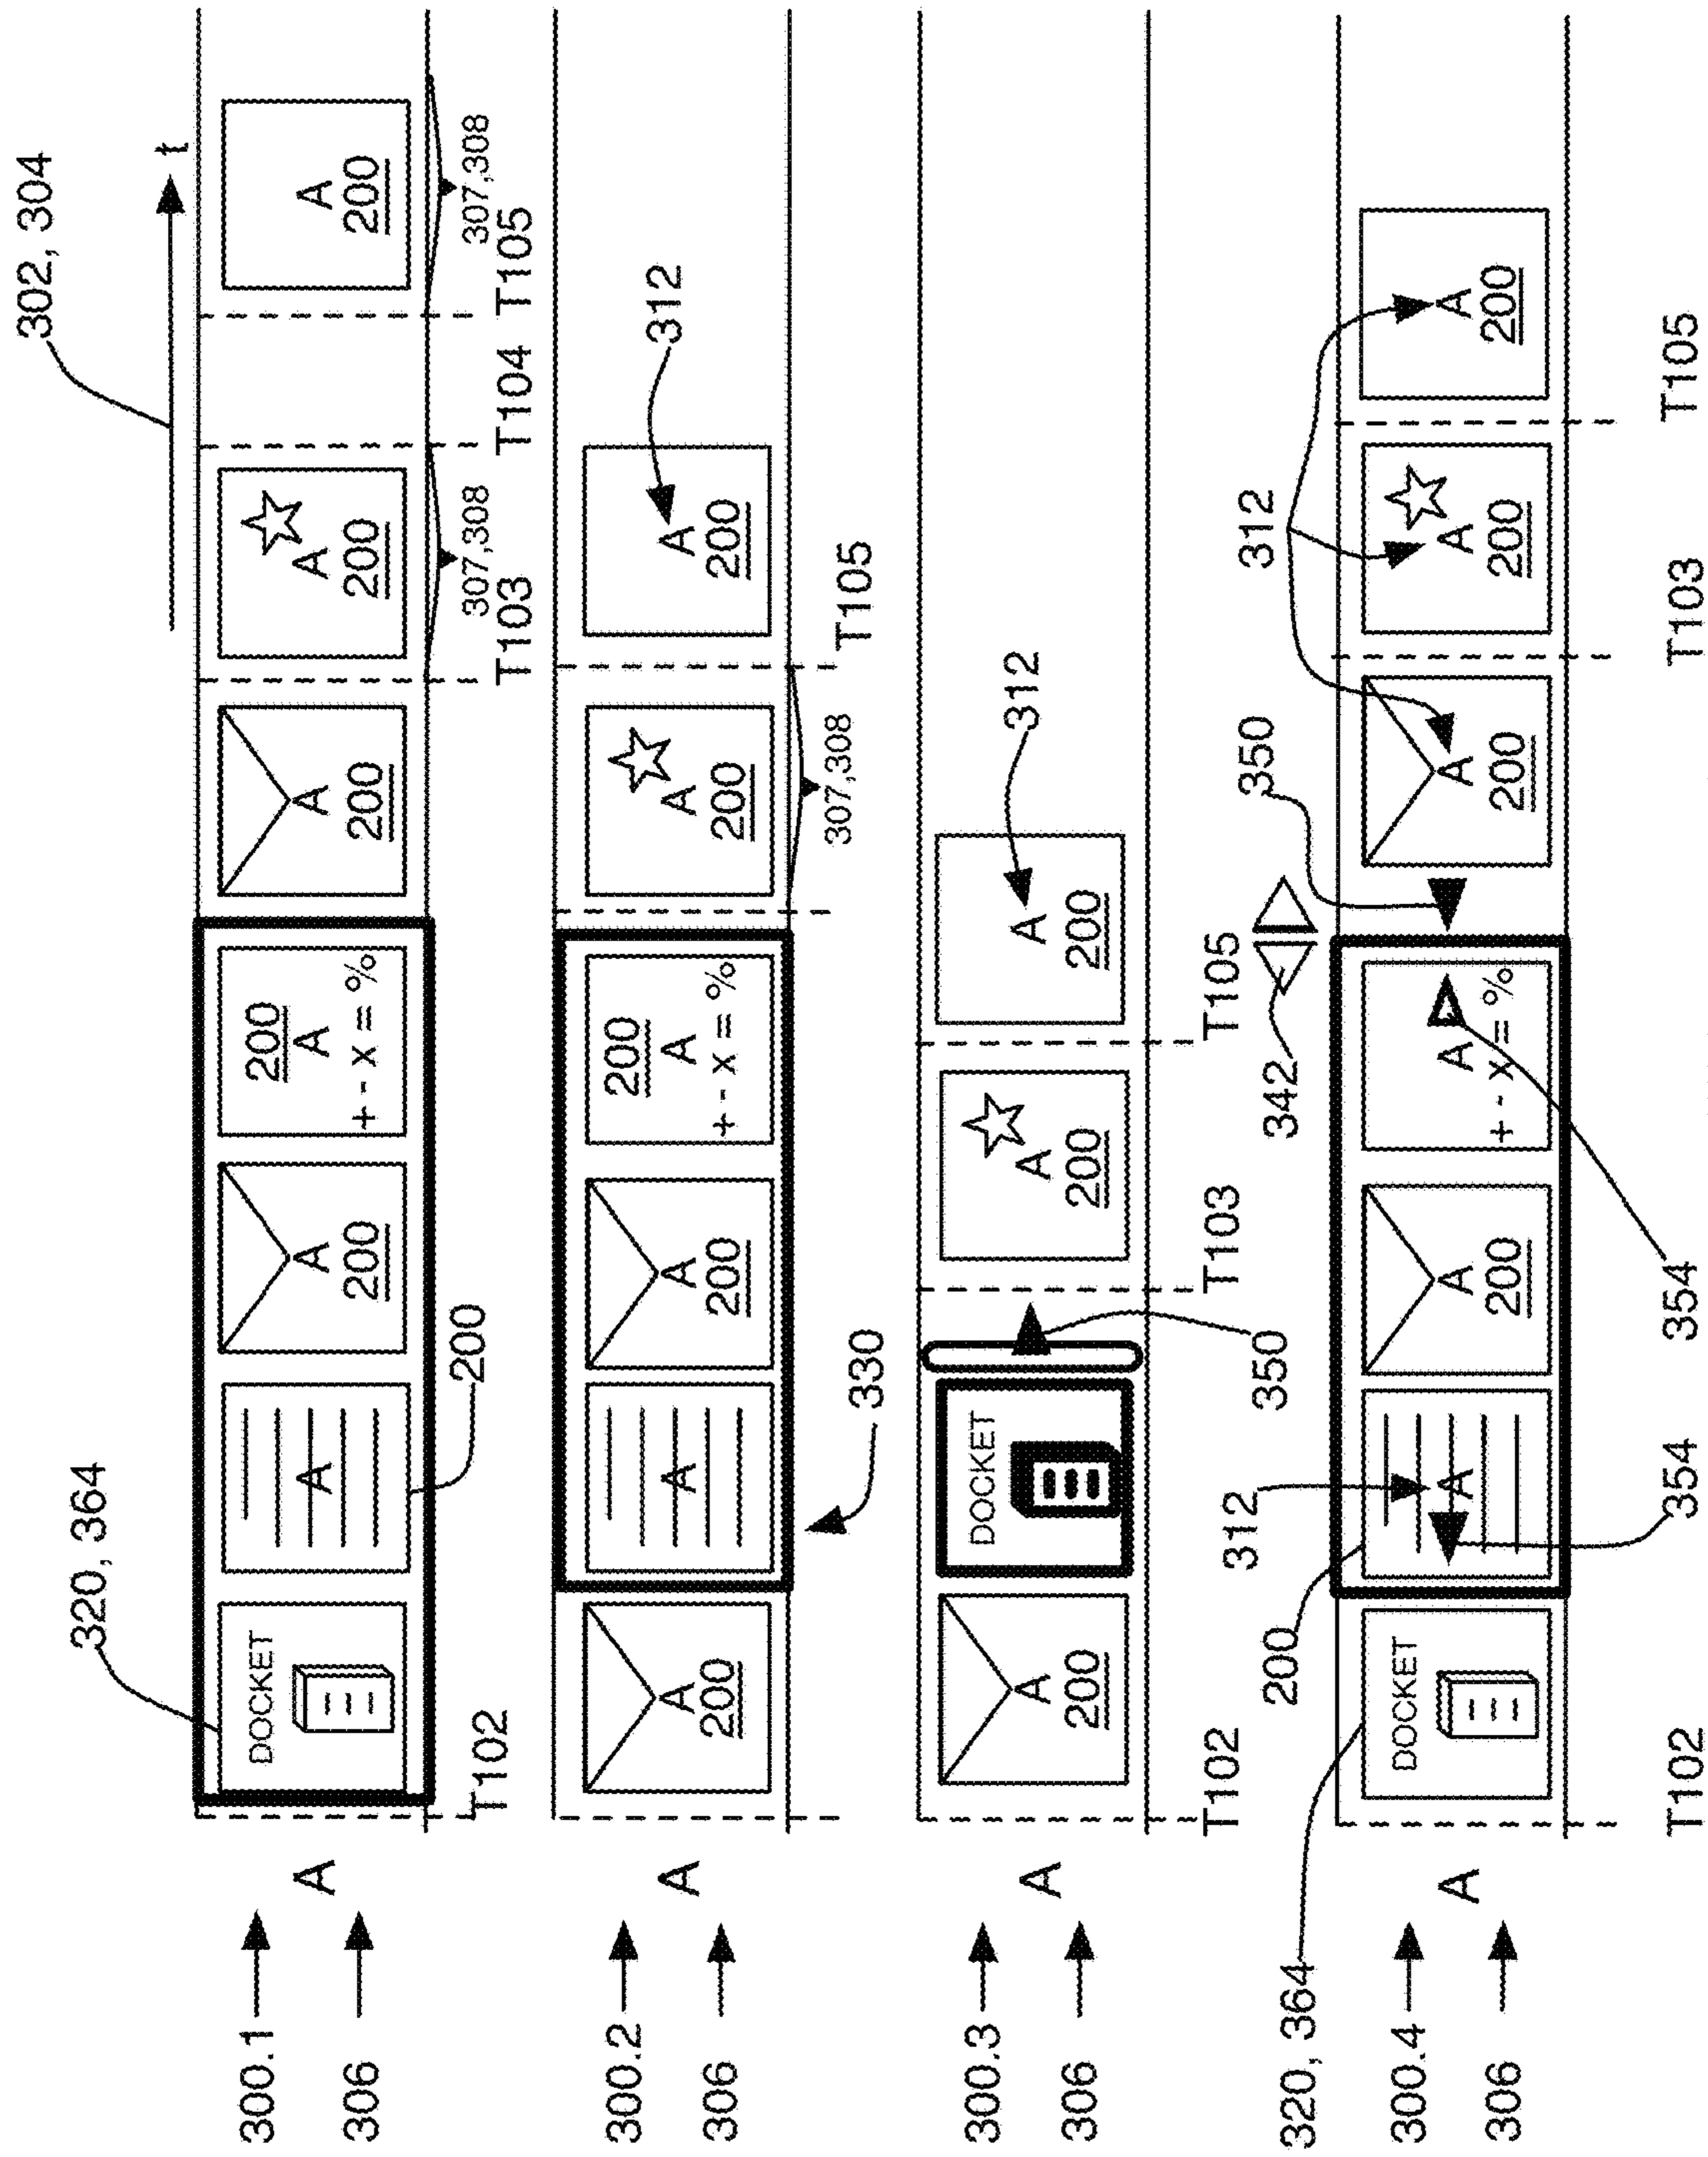 302, 304
t
320, 364
300.1
306
A
DOCKET
A
A
200
200
A
+ - x = %
A
200
A
200
A
200
T102
200
307,308
T103
T104
307,308
T105
300.2
306
A
A
200
A
A
200
200
A
+ - x = %
A
200
A
200
312
330
307,308
T105
300.3
306
A
A
200
DOCKET
A
200
A
200
312
T102
350
T103
T105
320, 364
200
312
342
350
312
300.4
306
A
DOCKET
A
A
200
A
+ - x = %
A
200
A
200
A
200
T102
354
354
T103
T105